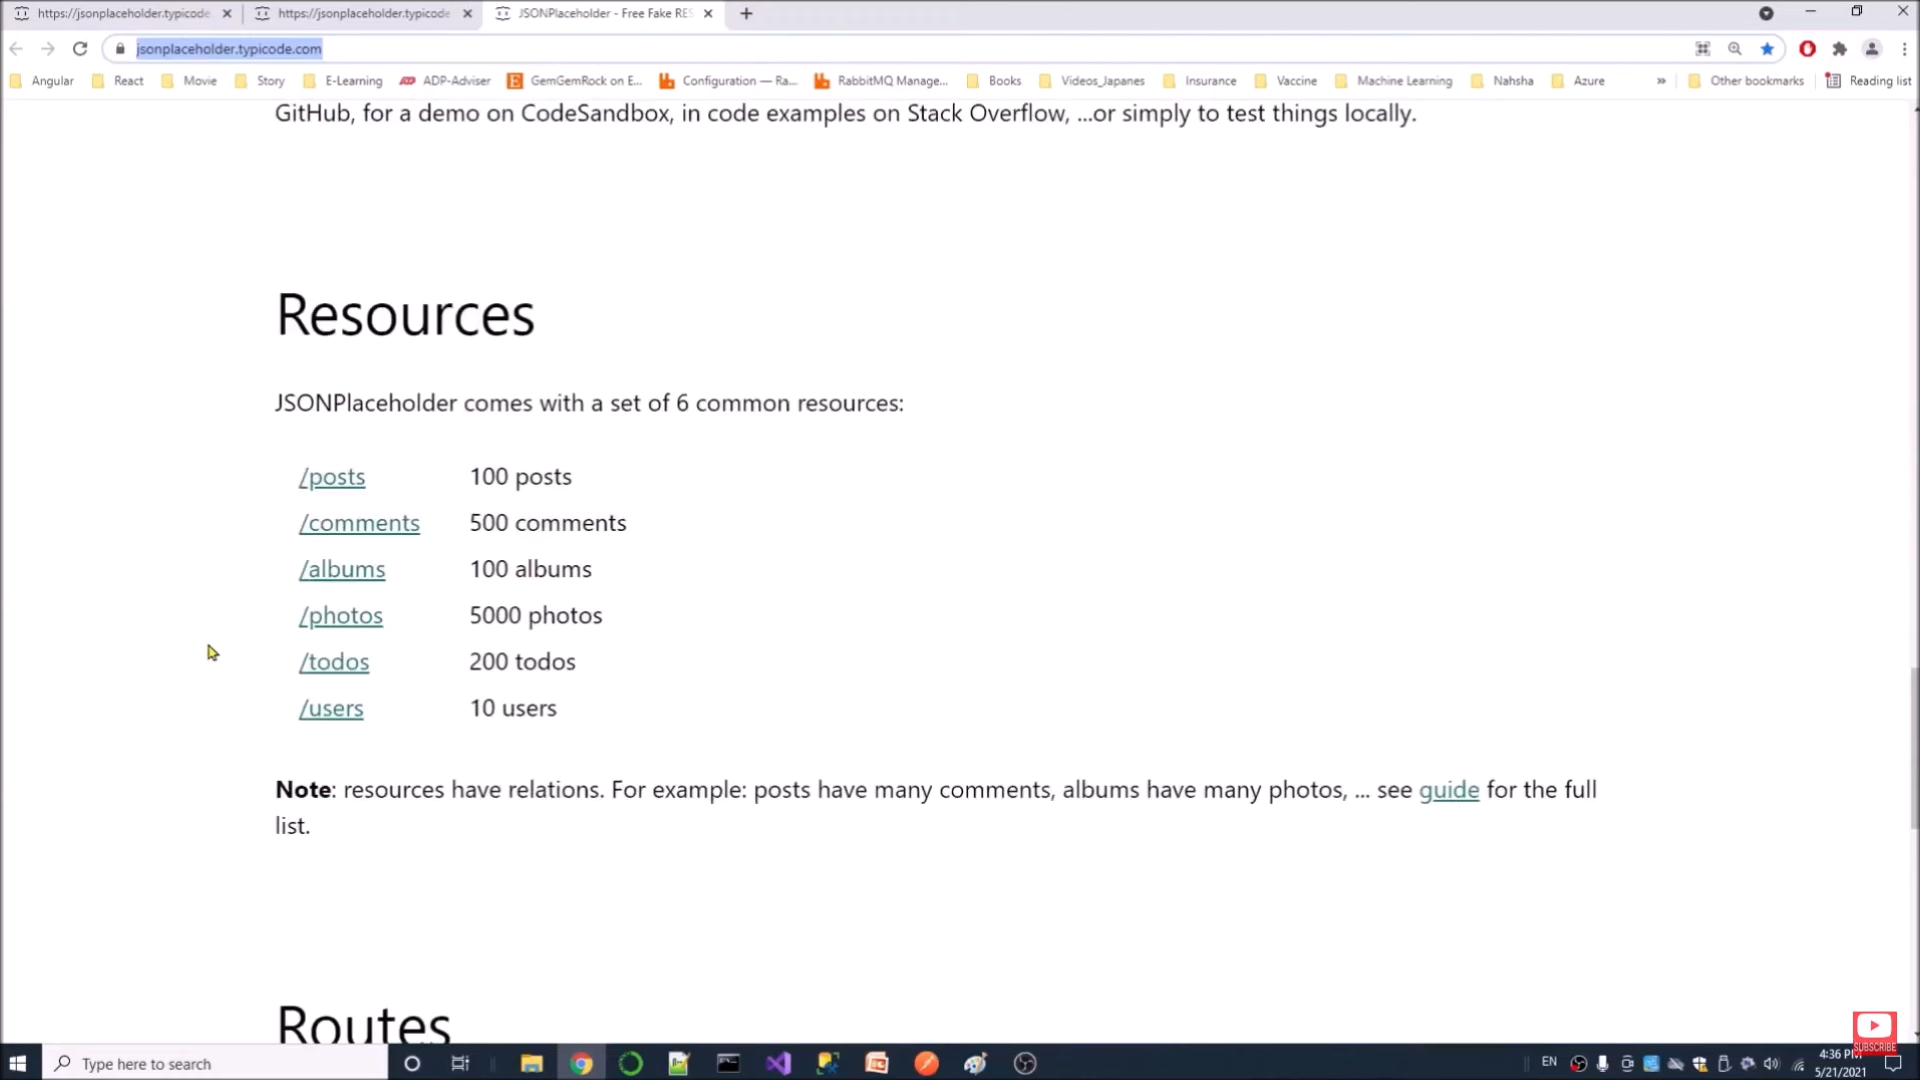 https://jsonplaceholder.typicode.
https://jsonplaceholder.typicode
JSONPlaceholder - Free Fake RES
jsonplaceholder.typicode.com
Angular
React
Movie
Story
E-Learning
ADP-Adviser
GemGemRock on E...
Configuration — Ra...
RabbitMQ Manage...
Books
Videos_Japanes
Insurance
Vaccine
Machine Learning
Nahsha
Azure
»
Other bookmarks
Reading list
GitHub, for a demo on CodeSandbox, in code examples on Stack Overflow, ...or simply to test things locally.
Resources
JSONPlaceholder comes with a set of 6 common resources:
/posts 100 posts
/comments 500 comments
/albums 100 albums
/photos 5000 photos
/todos 200 todos
/users 10 users
Note: resources have relations. For example: posts have many comments, albums have many photos, ... see guide for the full
list.
Routes
SUBSCRIBE
Type here to search
EN
4:36 PM
5/21/2021